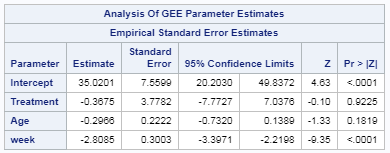 Analysis Of GEE Parameter Estimates
Empirical Standard Error Estimates
Parameter Estimate Standard Error 95% Confidence Limits Z Pr > |Z|
Intercept 35.0201 7.5599 20.2030 49.8372 4.63 <.0001
Treatment -0.3675 3.7782 -7.7727 7.0376 -0.10 0.9225
Age -0.2966 0.2222 -0.7320 0.1389 -1.33 0.1819
week -2.8085 0.3003 -3.3971 -2.2198 -9.35 <.0001